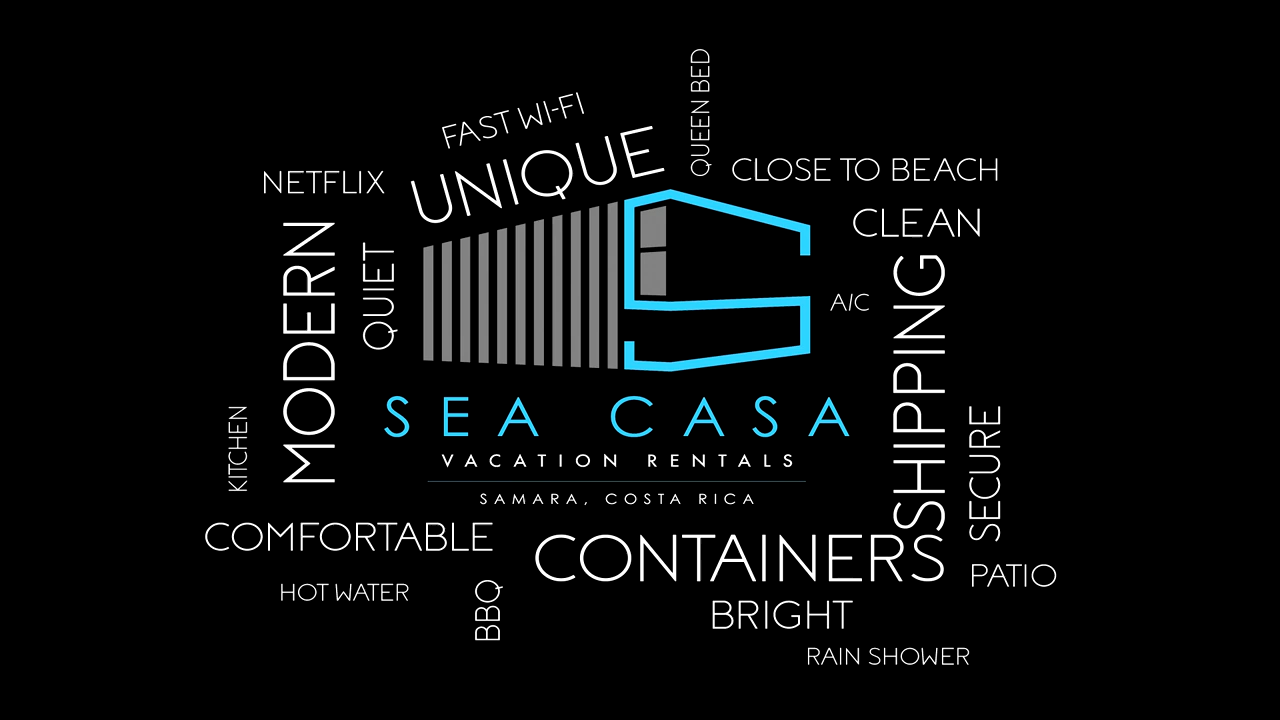 QUEEN BED
FAST WI-FI
UNIQUE
NETFLIX
CLOSE TO BEACH
CLEAN
MODERN
QUIET
A/C
SHIPPING
SEA CASA
VACATION RENTALS
SAMARA, COSTA RICA
KITCHEN
SECURE
COMFORTABLE
CONTAINERS
PATIO
HOT WATER
BBQ
BRIGHT
RAIN SHOWER